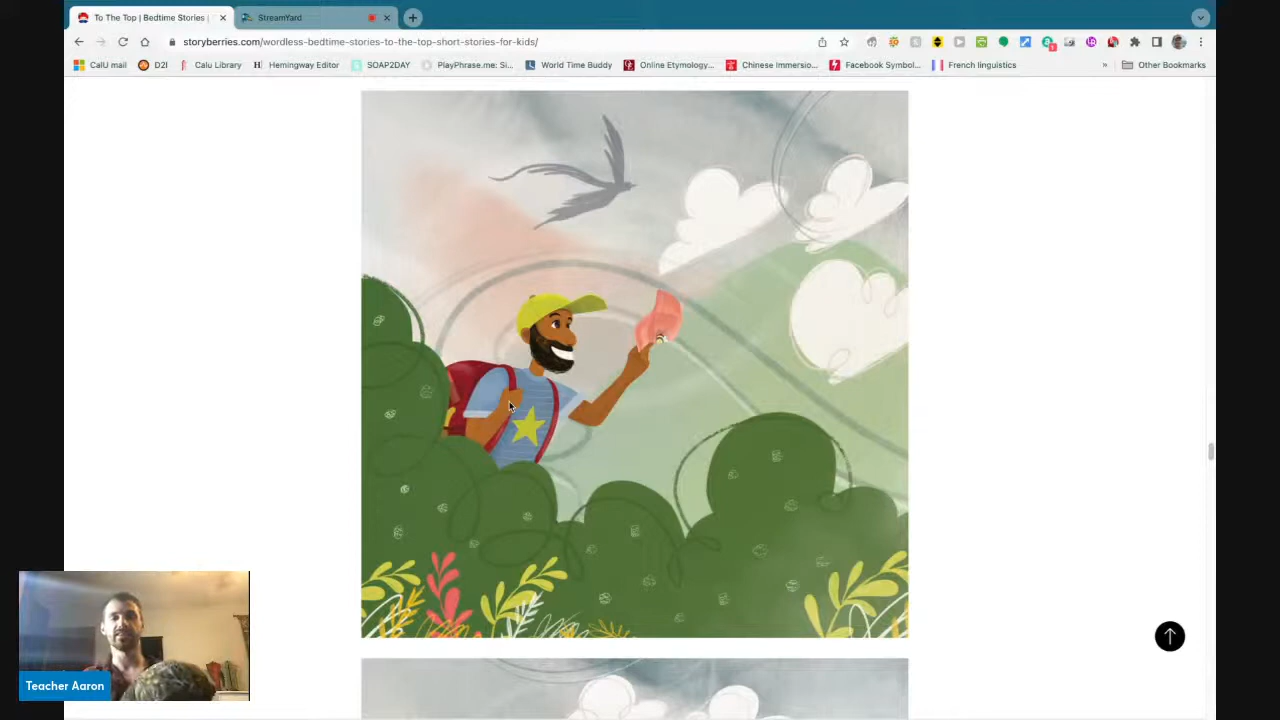 To The Top | Bedtime Stories |
StreamYard
storyberries.com/wordless-bedtime-stories-to-the-top-short-stories-for-kids/
CalU mail
D2l
Calu Library
Hemingway Editor
SOAP2DAY
PlayPhrase.me: Si...
World Time Buddy
Online Etymology...
Chinese Immersio...
Facebook Symbol...
French linguistics
»
Other Bookmarks
Teacher Aaron